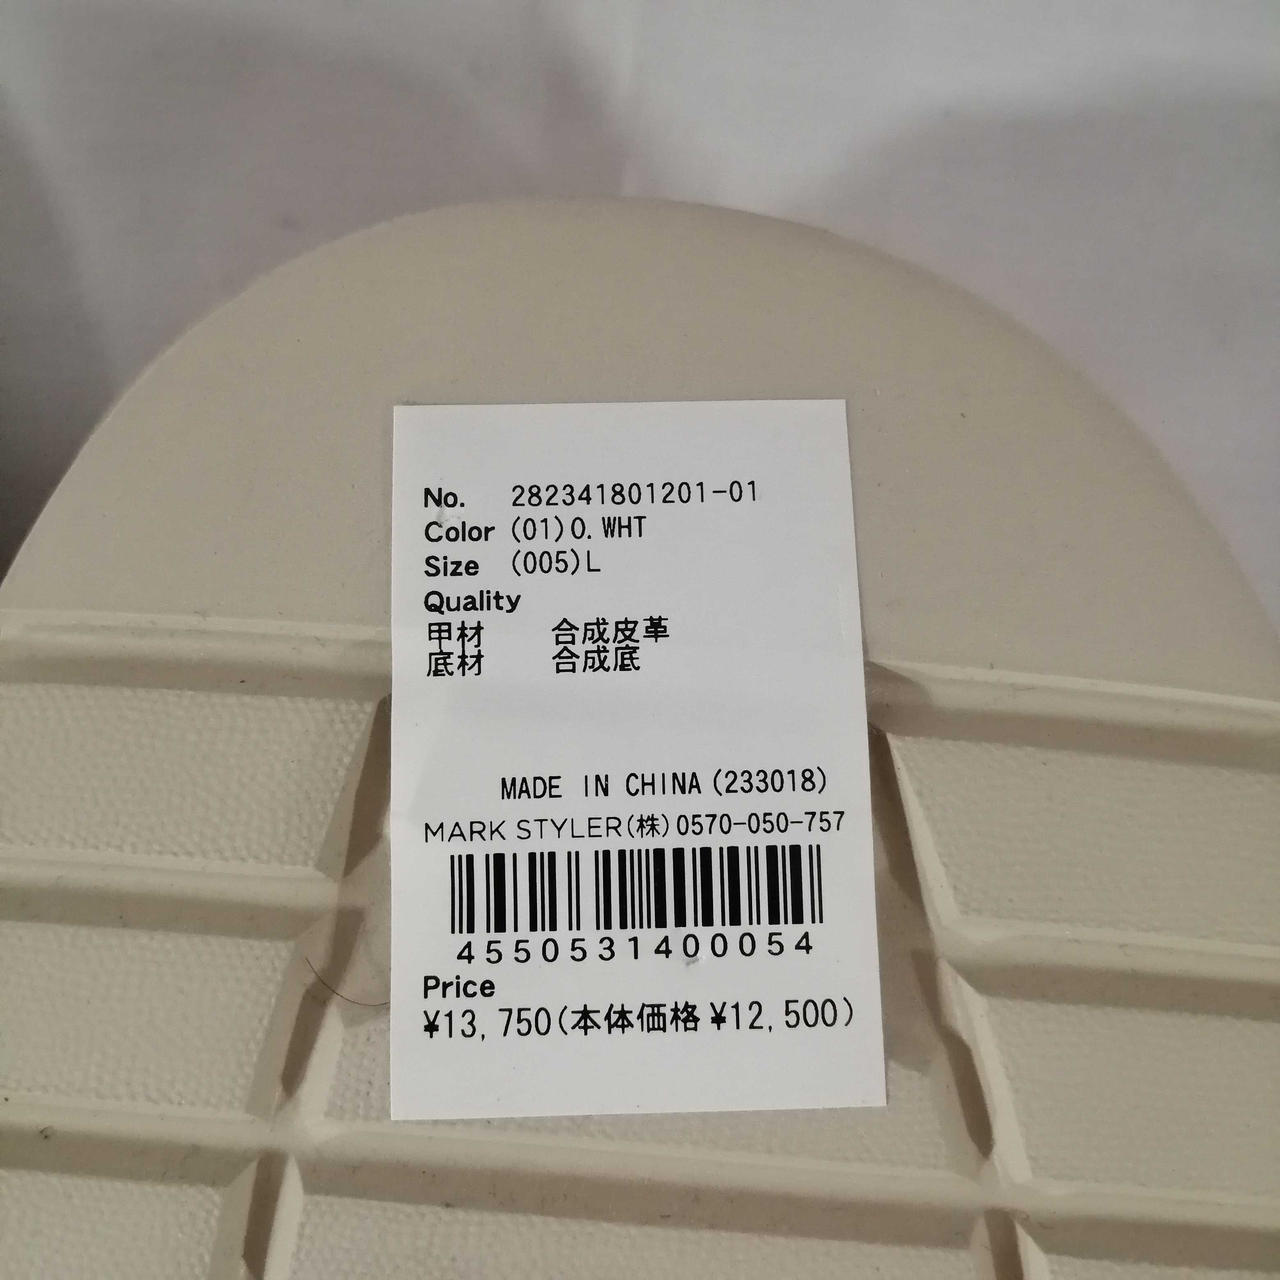 No. 282341801201-01
Color (01)O.WHT
Size (005)L
Quality
甲材 合成皮革
底材 合成底
MADE IN CHINA(233018)
MARK STYLER(株)0570-050-757
4550531400054
Price
¥13,750(本体価格¥12,500)